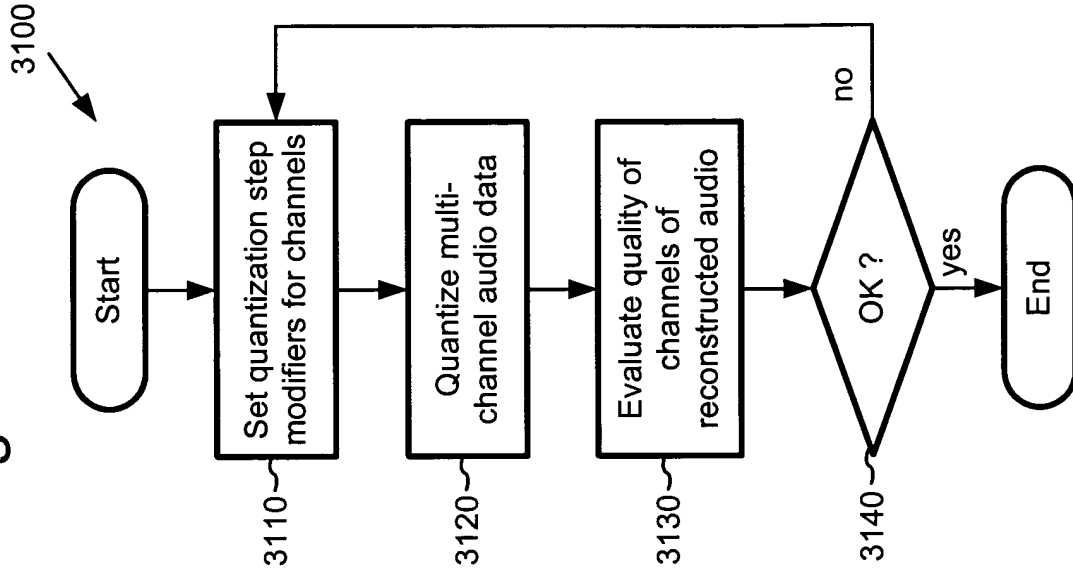 3100
Start
Set quantization step
modifiers for channels
3110
Quantize multi-
channel audio data
3120
Evaluate quality of
channels of
reconstructed audio
3130
OK ?
no
3140
yes
End